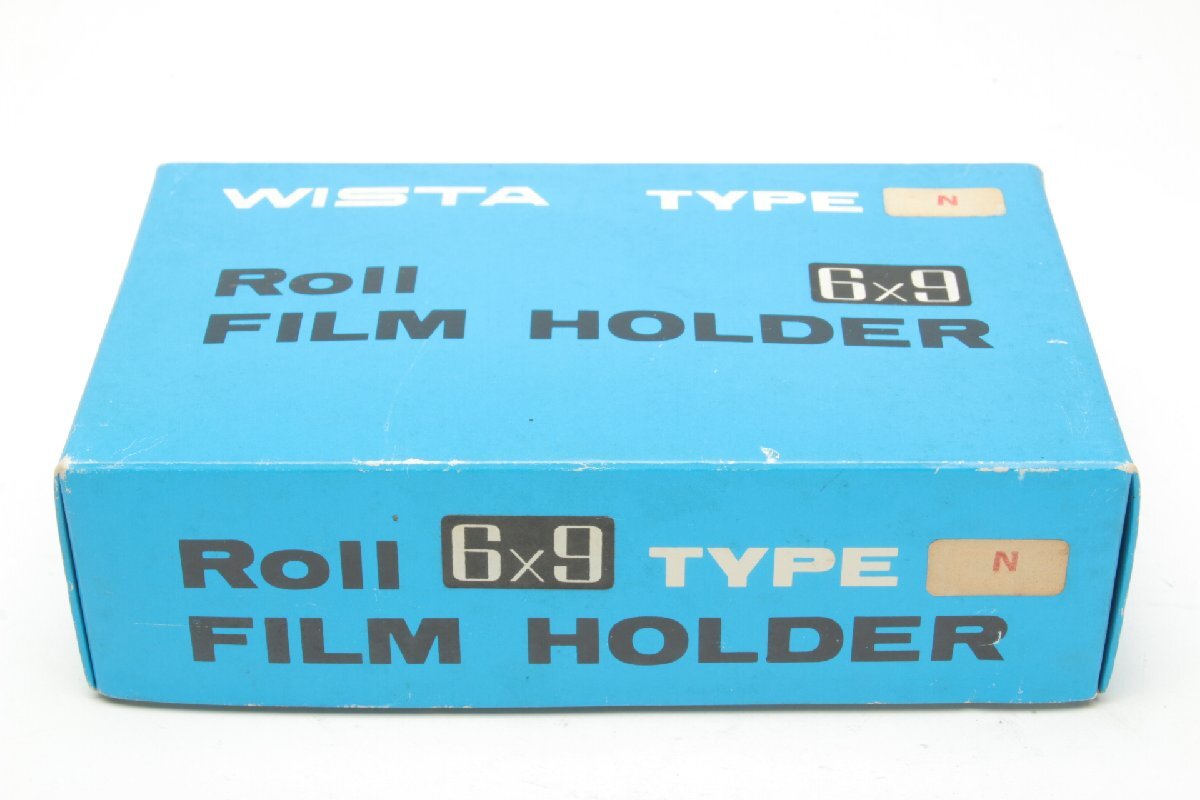 WISTA TYPE N
Roll 6x9
FILM HOLDER
Roll 6x9 TYPE N
FILM HOLDER